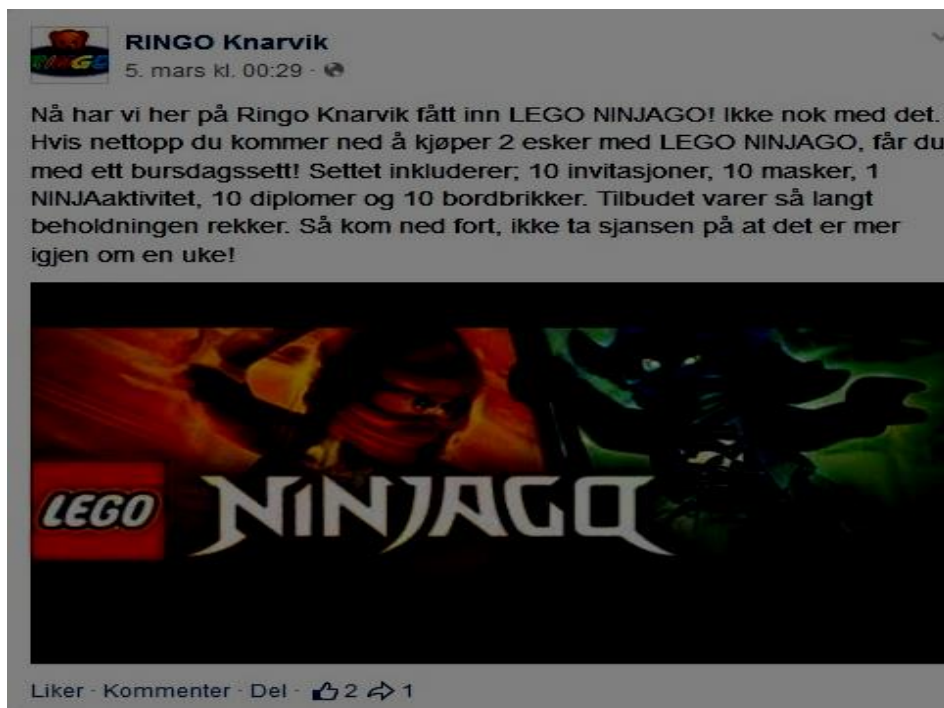 RINGO
RINGO Knarvik
5. mars kl. 00:29 ·
Nå har vi her på Ringo Knarvik fått inn LEGO NINJAGO! Ikke nok med det.
Hvis nettopp du kommer ned å kjøper 2 esker med LEGO NINJAGO, får du
med ett bursdagssett! Settet inkluderer; 10 invitasjoner, 10 masker, 1
NINJAaktivitet, 10 diplomer og 10 bordbrikker. Tilbudet varer så langt
beholdningen rekker. Så kom ned fort, ikke ta sjansen på at det er mer
igjen om en uke!
LEGO NINJAGO
Liker · Kommenter · Del · 2 1